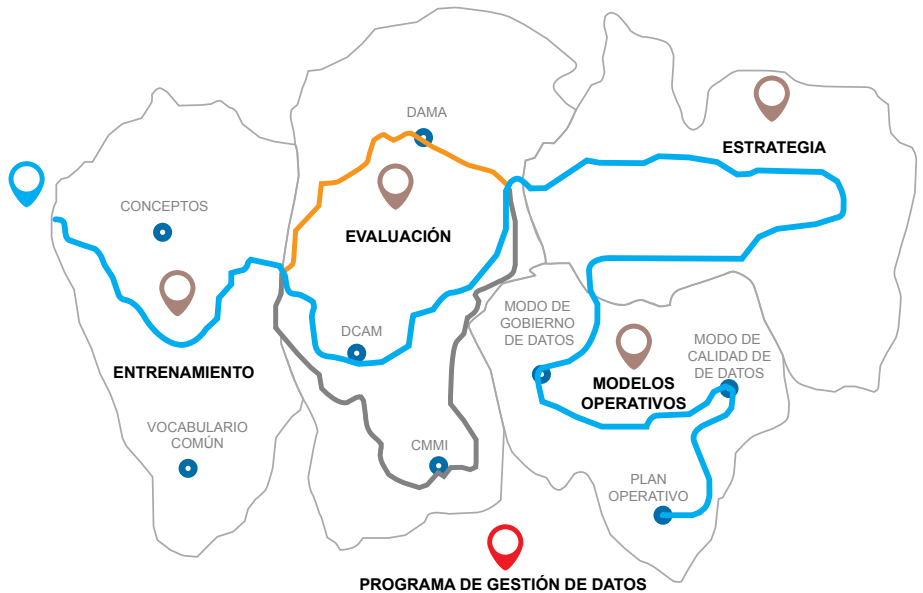 DAMA
ESTRATEGIA
CONCEPTOS
EVALUACIÓN
MODO DE
GOBIERNO
DE DATOS
DCAM
MODO DE
CALIDAD DE
DE DATOS
ENTRENAMIENTO
MODELOS
OPERATIVOS
VOCABULARIO
COMÚN
CMMI
PLAN
OPERATIVO
PROGRAMA DE GESTIÓN DE DATOS